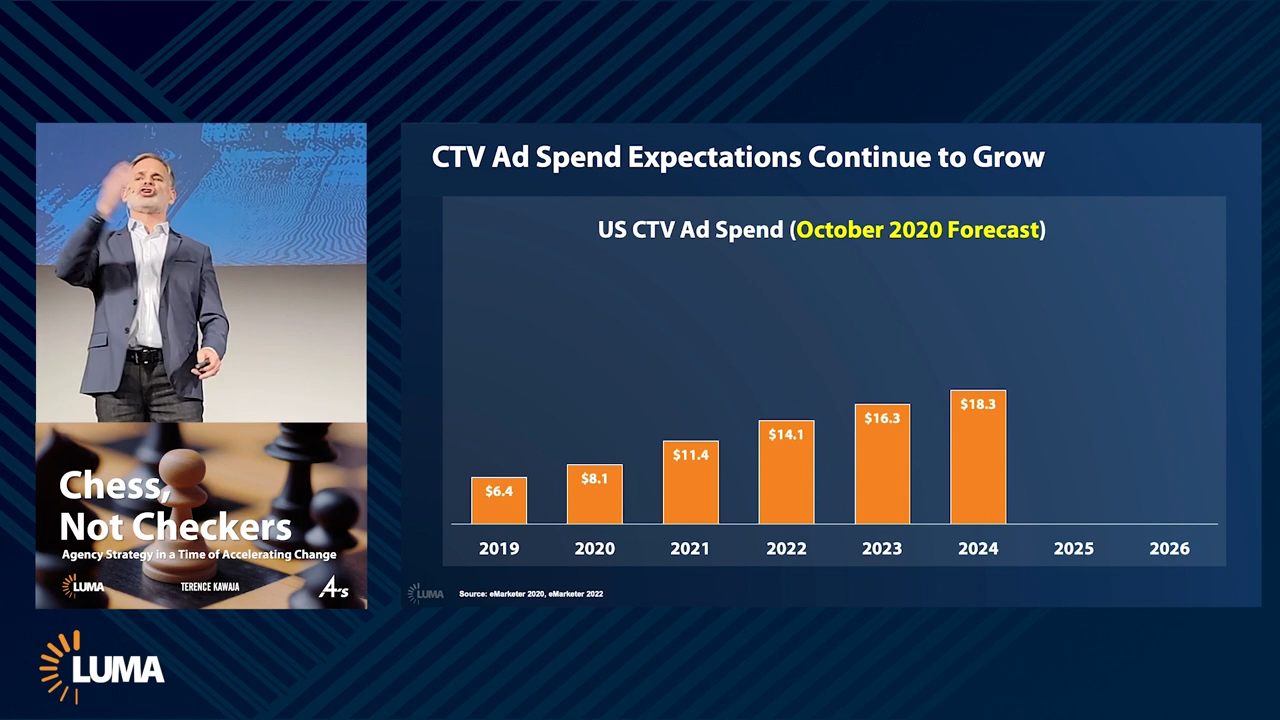 CTV Ad Spend Expectations Continue to Grow
US CTV Ad Spend (October 2020 Forecast)
$6.4
$8.1
$11.4
$14.1
$16.3
$18.3
2019
2020
2021
2022
2023
2024
2025
2026
LUMA
Source: eMarketer 2020, eMarketer 2022
Chess,
Not Checkers
Agency Strategy in a Time of Accelerating Change
LUMA
TERENCE KAWAJA
4A's
LUMA